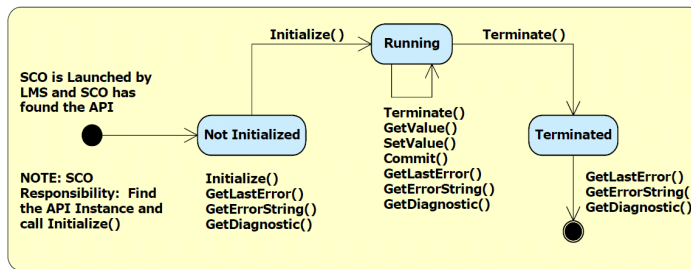 Initialize()
Running
Terminate()
SCO is Launched by
LMS and SCO has
found the API
Not Initialized
Terminate()
GetValue()
SetValue()
Commit()
GetLastError()
GetErrorString()
GetDiagnostic()
Terminated
NOTE: SCO
Responsibility: Find
the API Instance and
call Initialize()
Initialize()
GetLastError()
GetErrorString()
GetDiagnostic()
GetLastError()
GetErrorString()
GetDiagnostic()